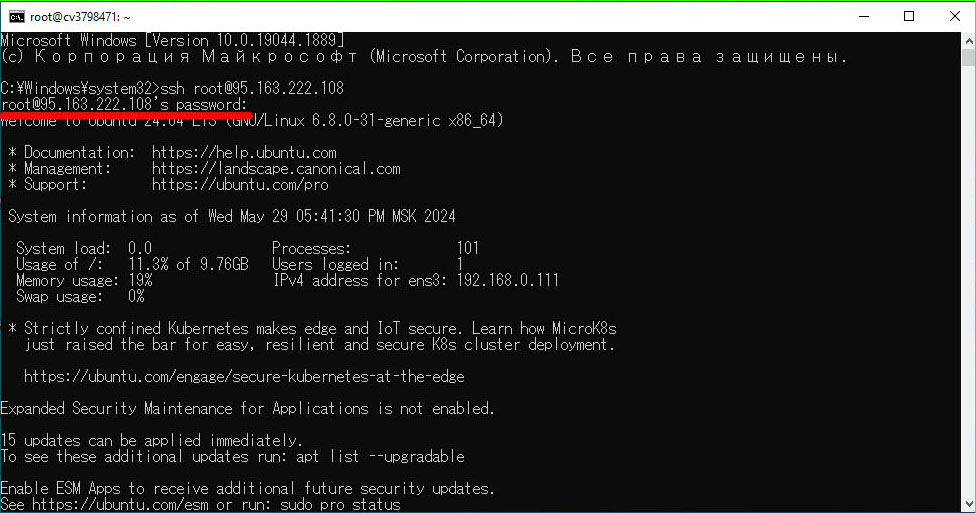 root@cv3798471: ~
Microsoft Windows [Version 10.0.19044.1889]
(c) Корпорация Майкрософт (Microsoft Corporation). Все права защищены.
C:¥Windows¥system32>ssh root@95.163.222.108
root@95.163.222.108's password:
Welcome to Ubuntu 24.04 LTS (GNU/Linux 6.8.0-31-generic x86_64)
* Documentation: https://help.ubuntu.com
* Management: https://landscape.canonical.com
* Support: https://ubuntu.com/pro
System information as of Wed May 29 05:41:30 PM MSK 2024
System load: 0.0 Processes: 101
Usage of /: 11.3% of 9.76GB Users logged in: 1
Memory usage: 19% IPv4 address for ens3: 192.168.0.111
Swap usage: 0%
* Strictly confined Kubernetes makes edge and IoT secure. Learn how MicroK8s
just raised the bar for easy, resilient and secure K8s cluster deployment.
https://ubuntu.com/engage/secure-kubernetes-at-the-edge
Expanded Security Maintenance for Applications is not enabled.
15 updates can be applied immediately.
To see these additional updates run: apt list --upgradable
Enable ESM Apps to receive additional future security updates.
See https://ubuntu.com/esm or run: sudo pro status